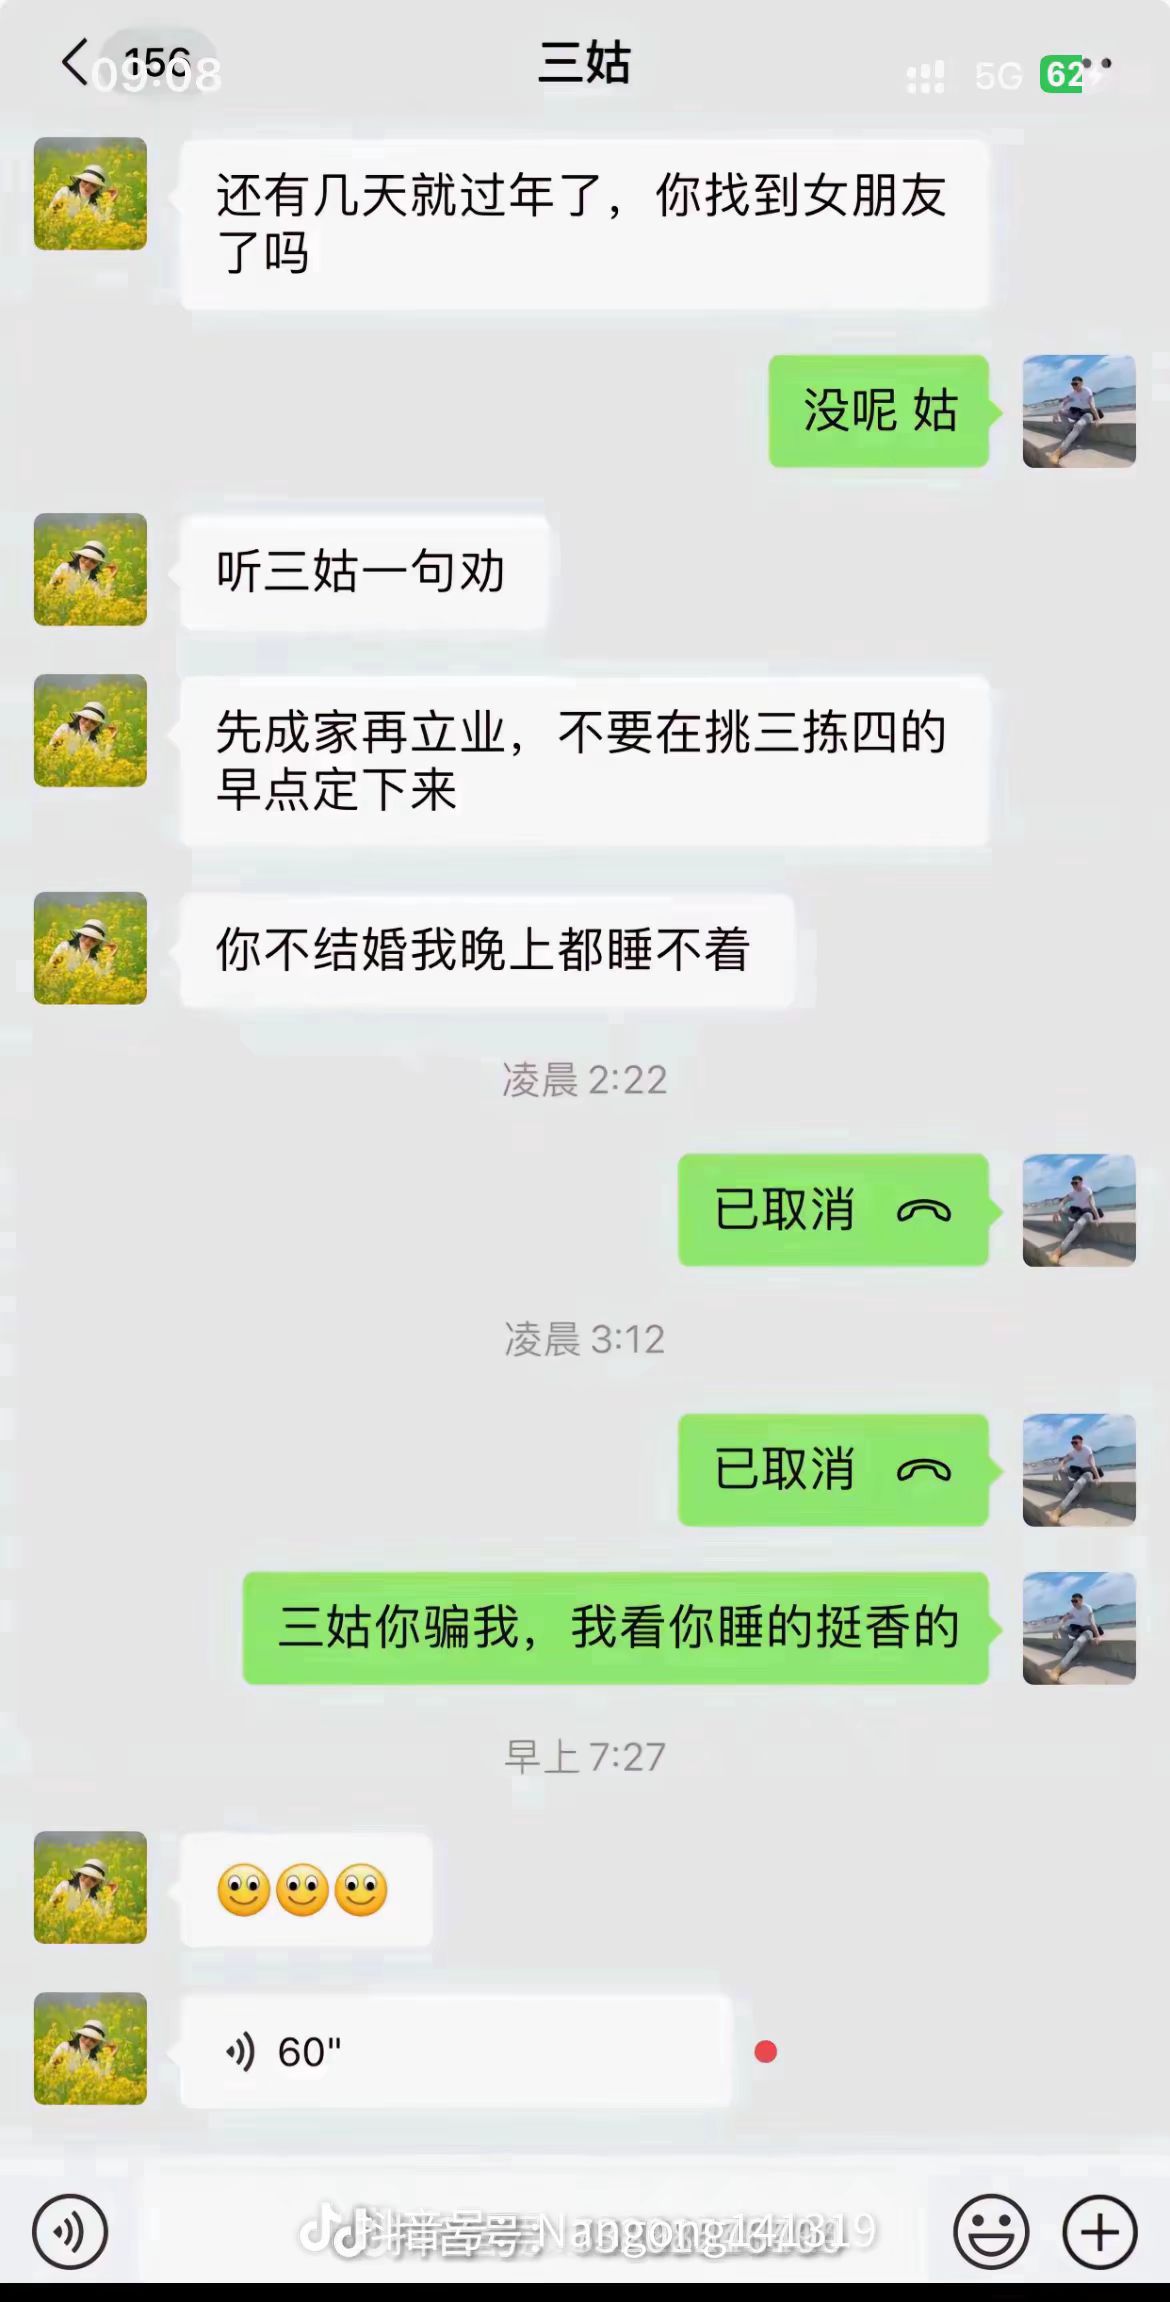 156
09:08
三姑
5G
62
还有几天就过年了，你找到女朋友
了吗
没呢 姑
听三姑一句劝
先成家再立业，不要在挑三拣四的
早点定下来
你不结婚我晚上都睡不着
凌晨 2:22
已取消
凌晨 3:12
已取消
三姑你骗我，我看你睡的挺香的
早上 7:27
60"
抖音号：Nangong141319